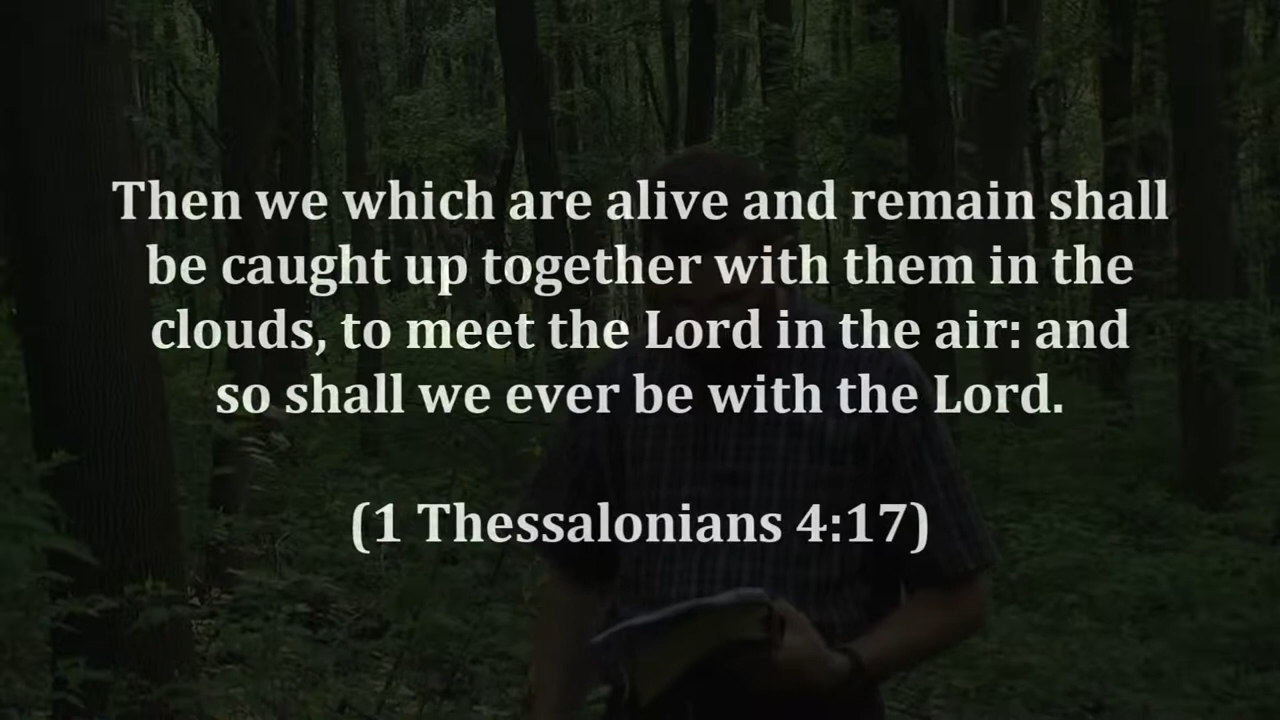 Then we which are alive and remain shall
be caught up together with them in the
clouds, to meet the Lord in the air: and
so shall we ever be with the Lord.
(1 Thessalonians 4:17)